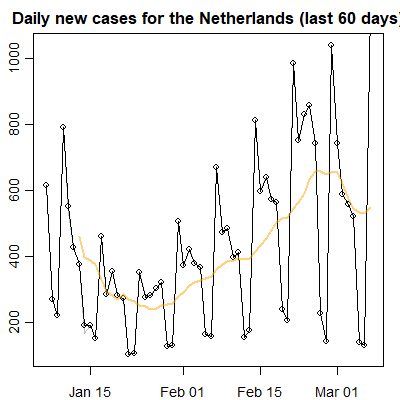 Daily new cases for the Netherlands (last 60 days)
1000
800
600
400
200
Jan 15
Feb 01
Feb 15
Mar 01